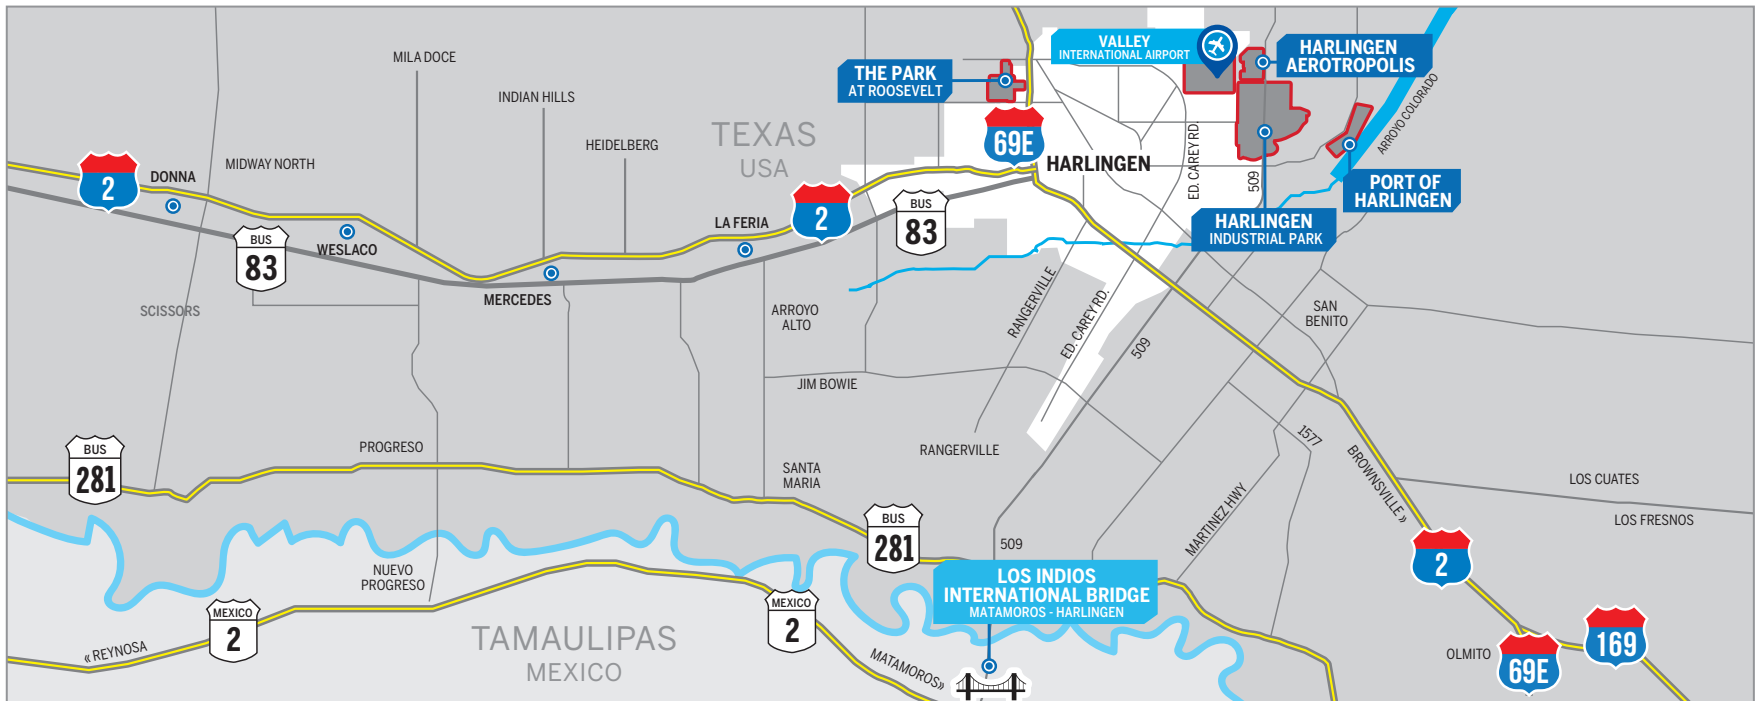 MILA DOCE
INDIAN HILLS
HEIDELBERG
MIDWAY NORTH
TEXAS
USA
THE PARK
AT ROOSEVELT
VALLEY
INTERNATIONAL AIRPORT
HARLINGEN
AEROTROPOLIS
ARROYO COLORADO
69E
HARLINGEN
ED. CAREY RD.
509
PORT OF
HARLINGEN
HARLINGEN
INDUSTRIAL PARK
2
DONNA
BUS
83
WESLACO
MERCEDES
LA FERIA
2
BUS
83
SCISSORS
ARROYO
ALTO
RANGERVILLE
ED. CAREY RD.
509
SAN
BENITO
JIM BOWIE
BUS
281
PROGRESO
SANTA
MARIA
RANGERVILLE
1577
BROWNSVILLE »
MARTINEZ HWY
LOS CUATES
LOS FRESNOS
BUS
281
509
2
NUEVO
PROGRESO
LOS INDIOS
INTERNATIONAL BRIDGE
MATAMOROS - HARLINGEN
MEXICO
2
MEXICO
2
« REYNOSA
TAMAULIPAS
MEXICO
MATAMOROS»
OLMITO
69E
169